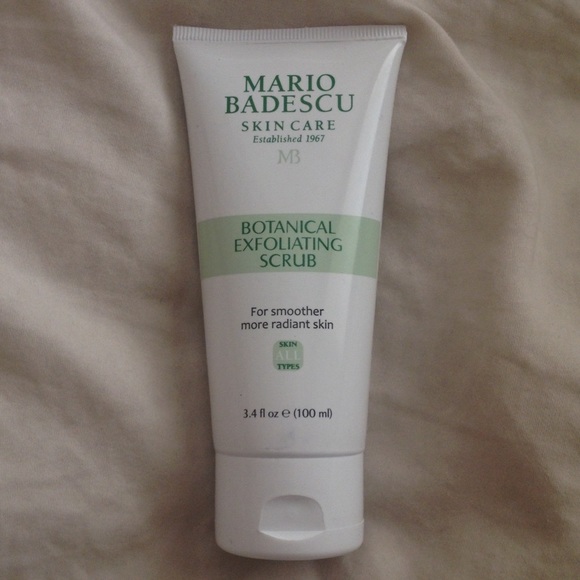 MARIO
BADESCU
SKIN CARE
Established 1967
MB
BOTANICAL
EXFOLIATING
SCRUB
For smoother
more radiant skin
SKIN
ALL
TYPES
3.4 fl oz e (100 ml)